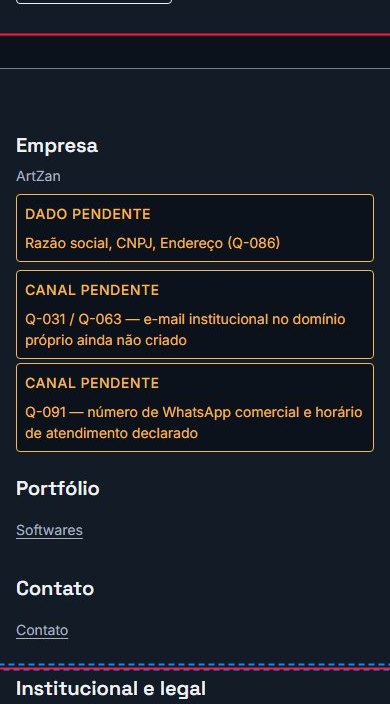 Empresa
ArtZan
DADO PENDENTE
Razão social, CNPJ, Endereço (Q-086)
CANAL PENDENTE
Q-031 / Q-063 — e-mail institucional no domínio
próprio ainda não criado
CANAL PENDENTE
Q-091 — número de WhatsApp comercial e horário
de atendimento declarado
Portfólio
Softwares
Contato
Contato
Institucional e legal